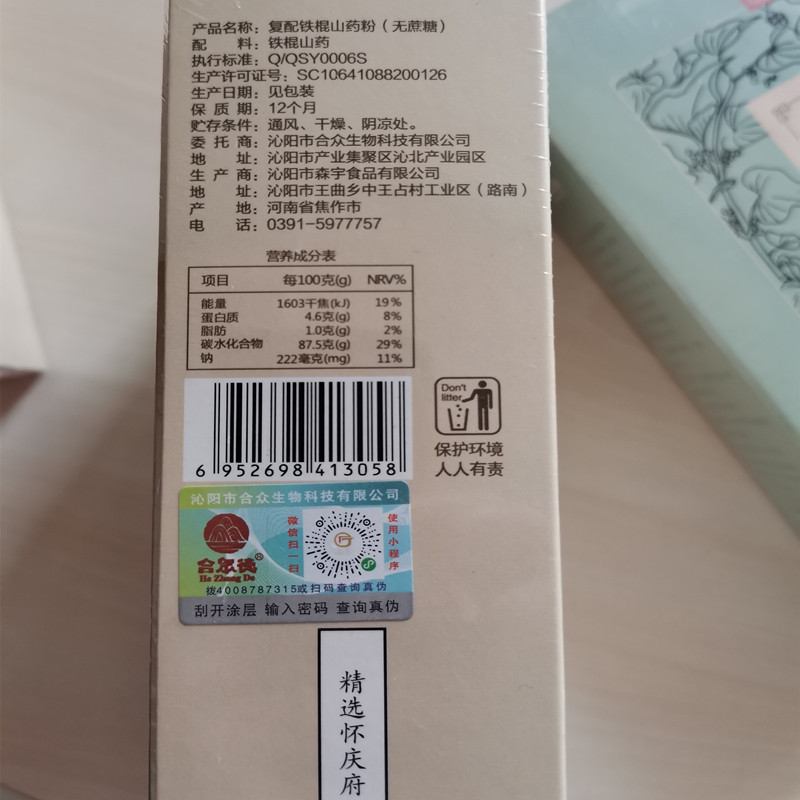 产品名称：复配铁棍山药粉（无蔗糖）
配 料：铁棍山药
执行标准：Q/QSY0006S
生产许可证号：SC10641088200126
生产日期：见包装
保 质 期：12个月
贮存条件：通风、干燥、阴凉处。
委 托 商：沁阳市合众生物科技有限公司
地 址：沁阳市产业集聚区沁北产业园区
生 产 商：沁阳市森宇食品有限公司
地 址：沁阳市王曲乡中王占村工业区（路南）
产 地：河南省焦作市
电 话：0391-5977757
营养成分表
项目 每100克(g) NRV%
能量 1603千焦(kJ) 19%
蛋白质 4.6克(g) 8%
脂肪 1.0克(g) 2%
碳水化合物 87.5克(g) 29%
钠 222毫克(mg) 11%
6 952698 413058
Don't
litter
保护环境
人人有责
沁阳市合众生物科技有限公司
合众德®
He Zhong De
微信扫一扫
使用小程序
拨4008787315或扫码查询真伪
刮开涂层 输入密码 查询真伪
精选怀庆府